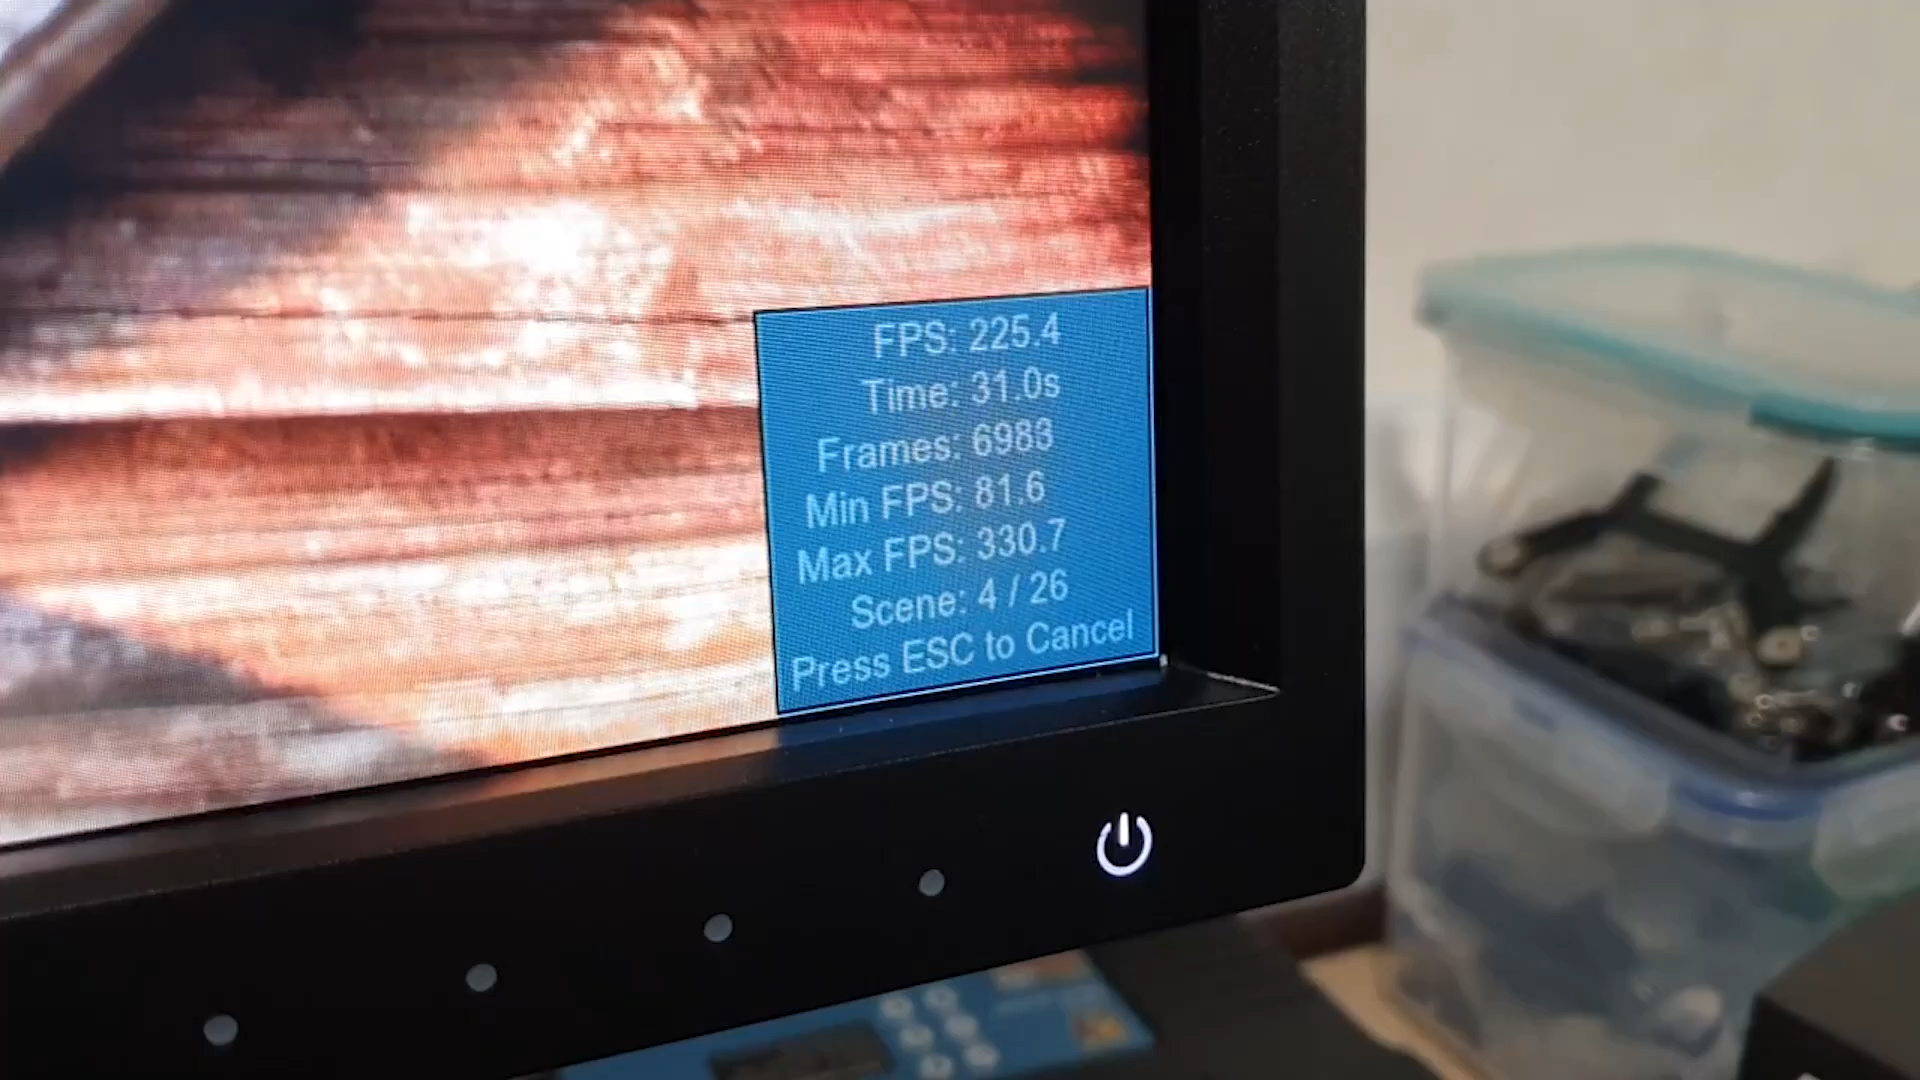 FPS: 225.4
Time: 31.0s
Frames: 6983
Min FPS: 81.6
Max FPS: 330.7
Scene: 4 / 26
Press ESC to Cancel